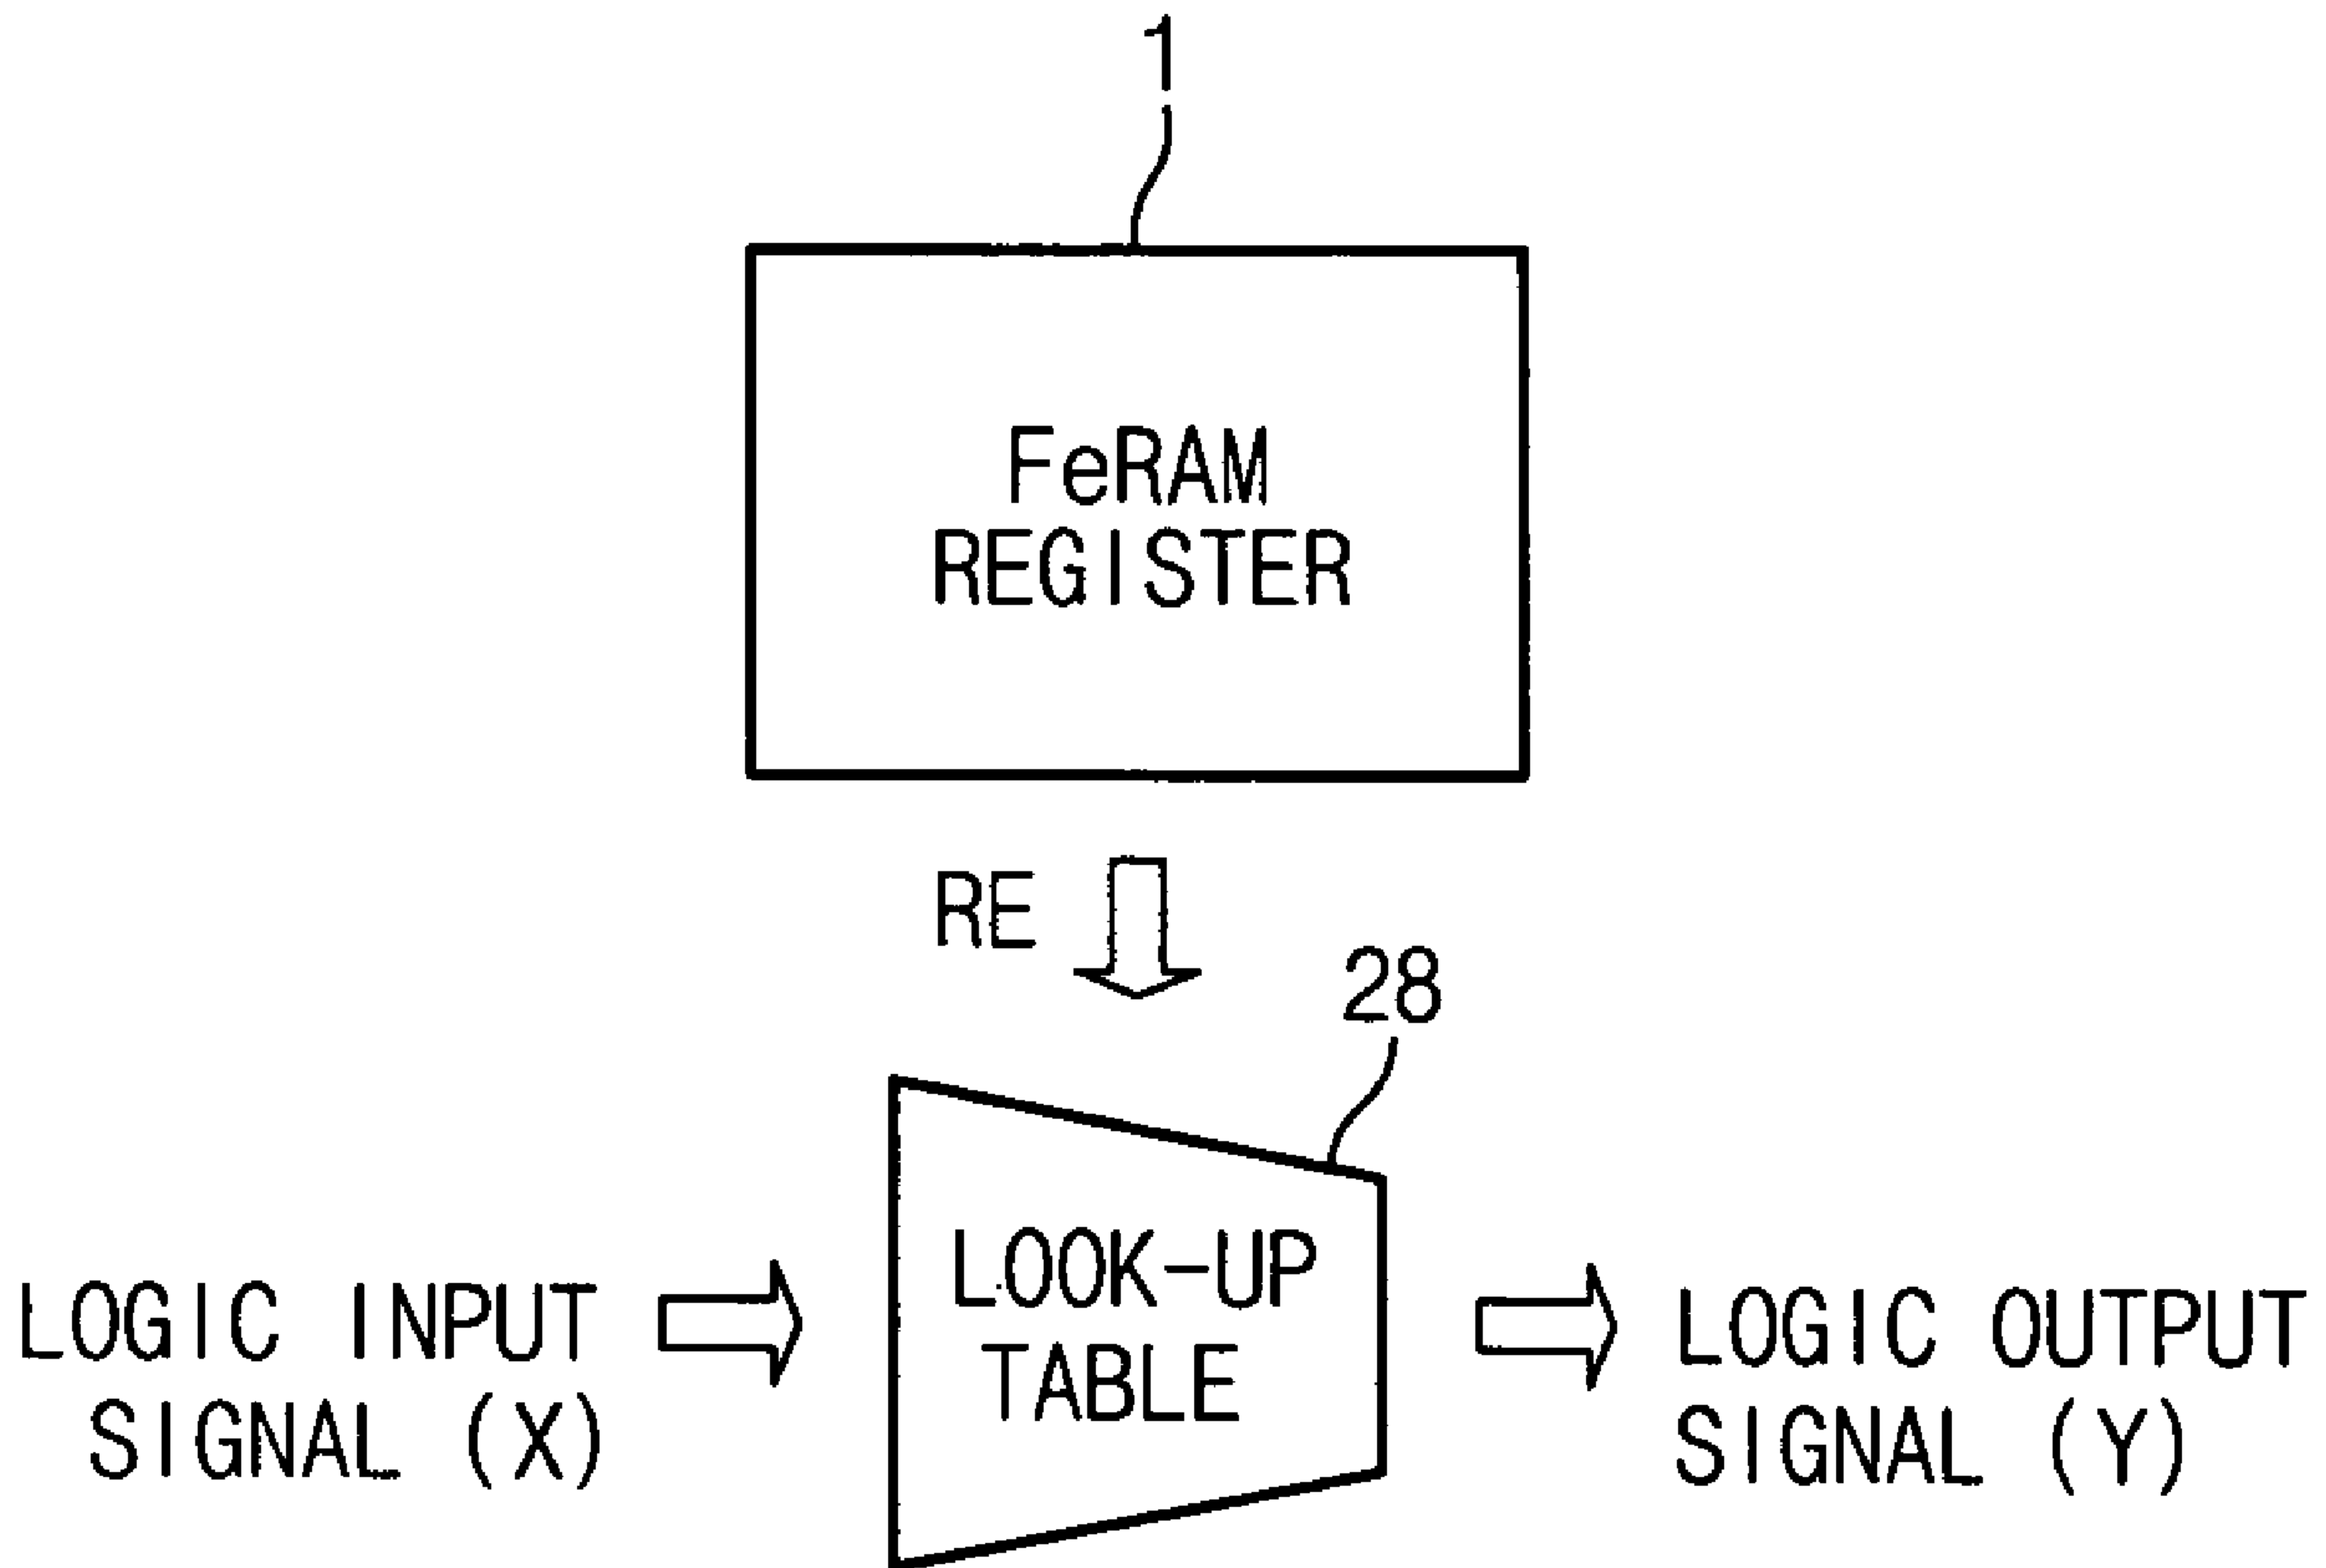 1
FeRAM
REGISTER
RE
28
LOOK-UP
TABLE
LOGIC INPUT
SIGNAL (X)
LOGIC OUTPUT
SIGNAL (Y)